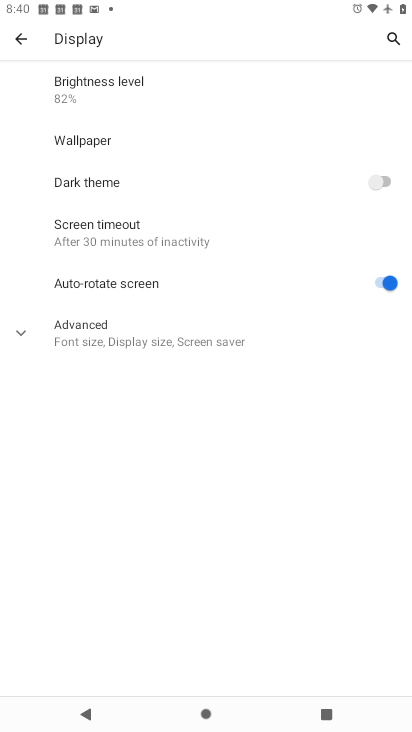 8:40
Display
Brightness level
82%
Wallpaper
Dark theme
Screen timeout
After 30 minutes of inactivity
Auto-rotate screen
Advanced
Font size, Display size, Screen saver